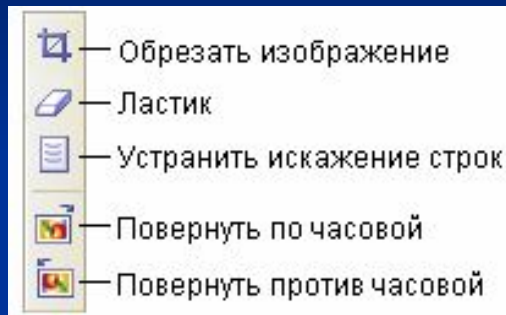 Обрезать изображение
Ластик
Устранить искажение строк
Повернуть по часовой
Повернуть против часовой